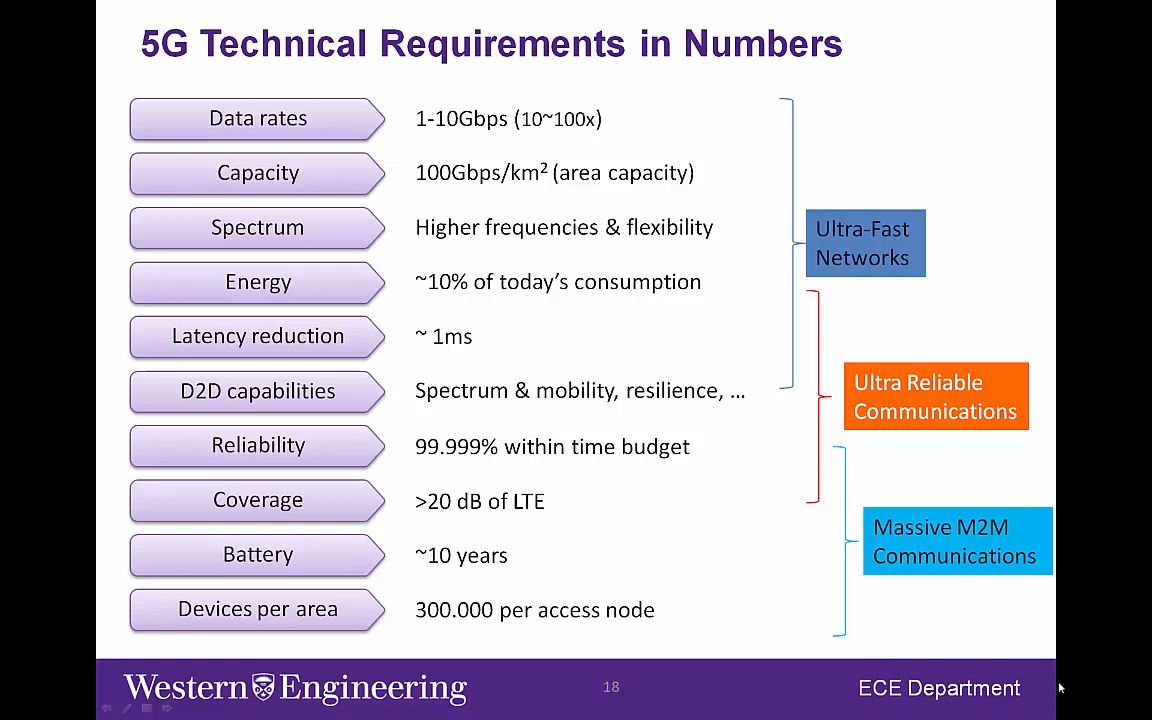 5G Technical Requirements in Numbers
Data rates
1-10Gbps (10~100x)
Capacity
100Gbps/km² (area capacity)
Spectrum
Higher frequencies & flexibility
Ultra-Fast
Networks
Energy
~10% of today’s consumption
Latency reduction
~ 1ms
D2D capabilities
Spectrum & mobility, resilience, ...
Ultra Reliable
Communications
Reliability
99.999% within time budget
Coverage
>20 dB of LTE
Massive M2M
Communications
Battery
~10 years
Devices per area
300.000 per access node
Western Engineering
18
ECE Department